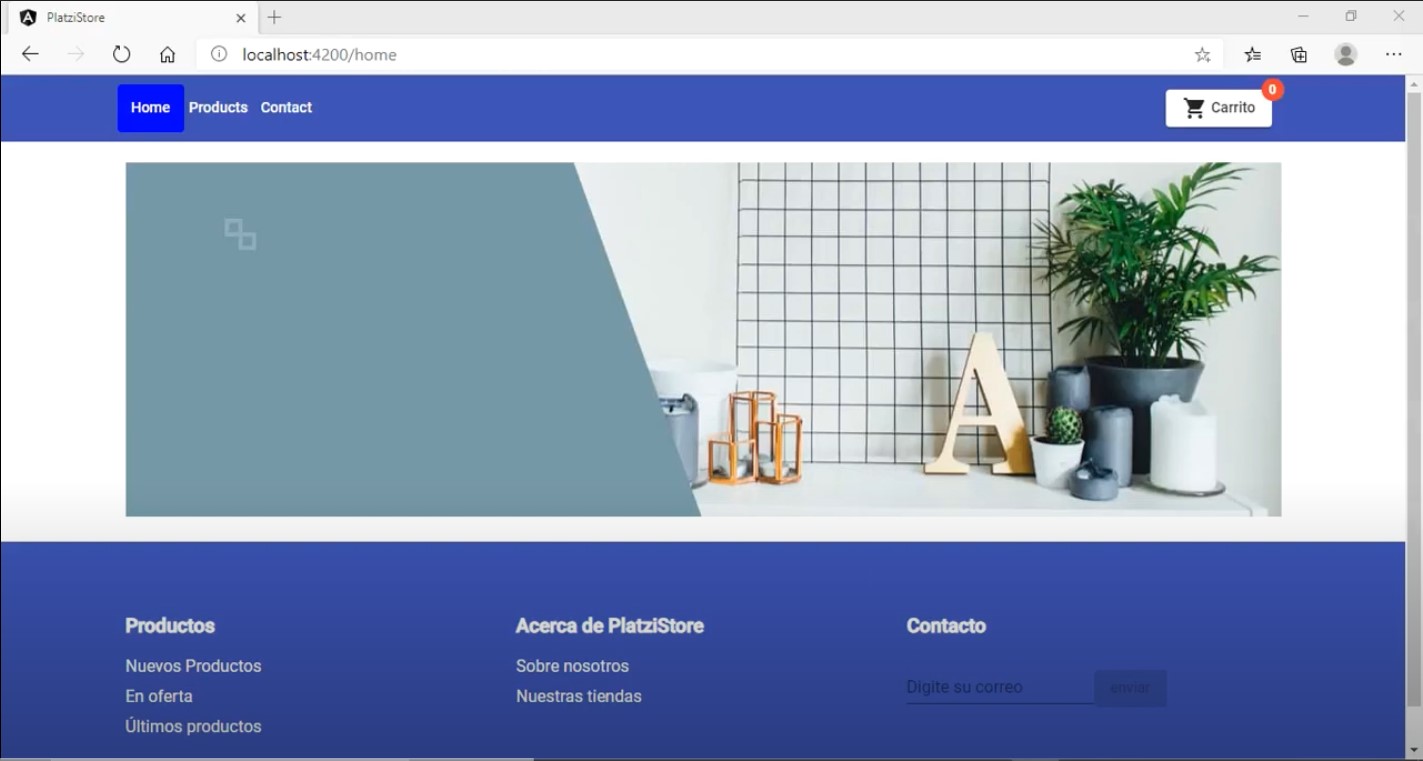 PlatziStore
localhost:4200/home
Home Products Contact
Carrito
0
A
Productos
Nuevos Productos
En oferta
Últimos productos
Acerca de PlatziStore
Sobre nosotros
Nuestras tiendas
Contacto
Digite su correo
enviar